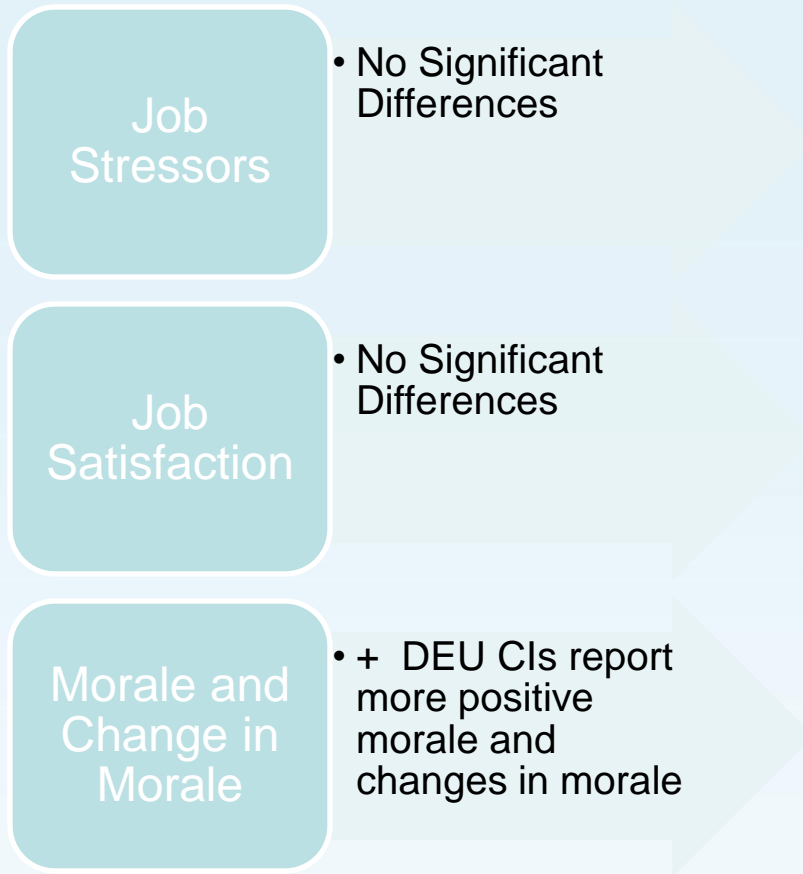 Job
Stressors
• No Significant
Differences
Job
Satisfaction
• No Significant
Differences
Morale and
Change in
Morale
• + DEU CIs report
more positive
morale and
changes in morale